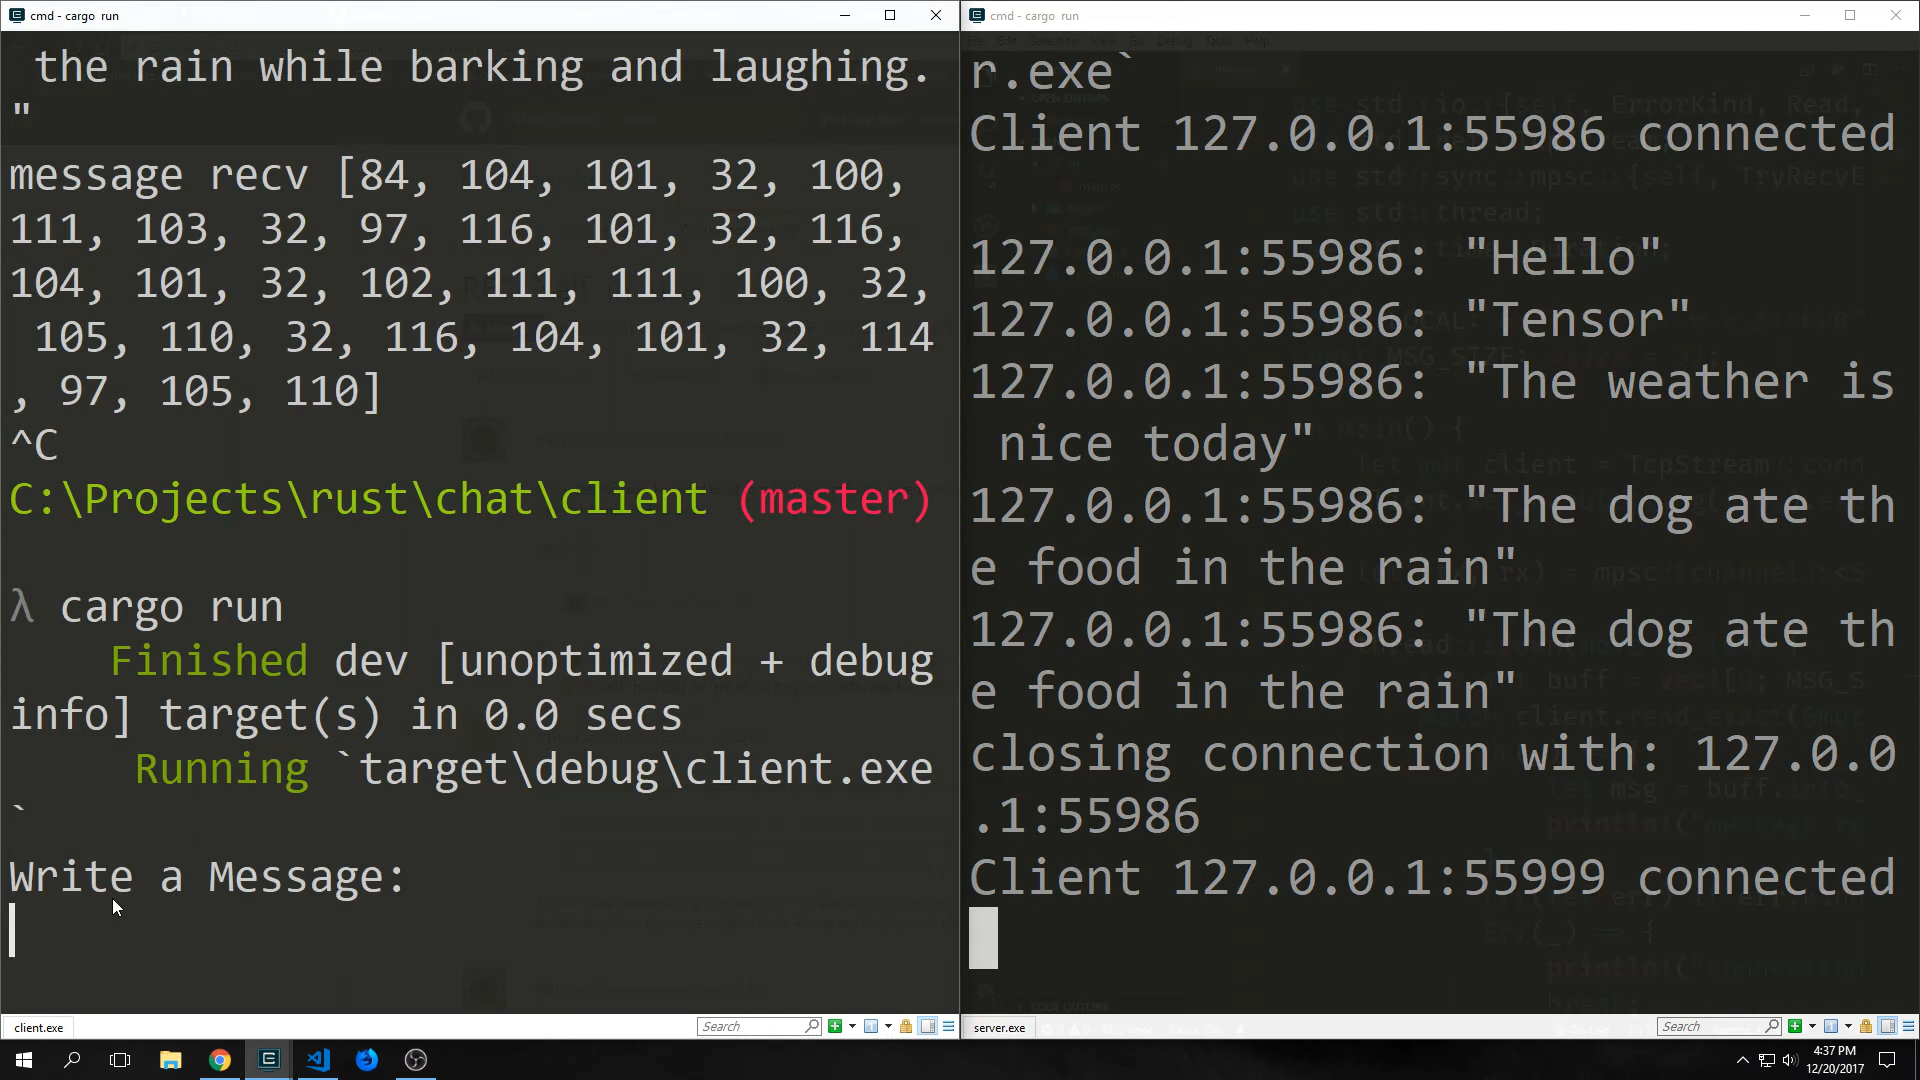 cmd - cargo  run
the rain while barking and laughing.
"
message recv [84, 104, 101, 32, 100,
111, 103, 32, 97, 116, 101, 32, 116,
104, 101, 32, 102, 111, 111, 100, 32,
105, 110, 32, 116, 104, 101, 32, 114
, 97, 105, 110]
^C
C:\Projects\rust\chat\client (master)
λ cargo run
Finished dev [unoptimized + debug
info] target(s) in 0.0 secs
Running `target\debug\client.exe
`
Write a Message:
client.exe
Search
cmd - cargo  run
r.exe`
Client 127.0.0.1:55986 connected
127.0.0.1:55986: "Hello"
127.0.0.1:55986: "Tensor"
127.0.0.1:55986: "The weather is
nice today"
127.0.0.1:55986: "The dog ate th
e food in the rain"
127.0.0.1:55986: "The dog ate th
e food in the rain"
closing connection with: 127.0.0
.1:55986
Client 127.0.0.1:55999 connected
server.exe
Search
4:37 PM
12/20/2017